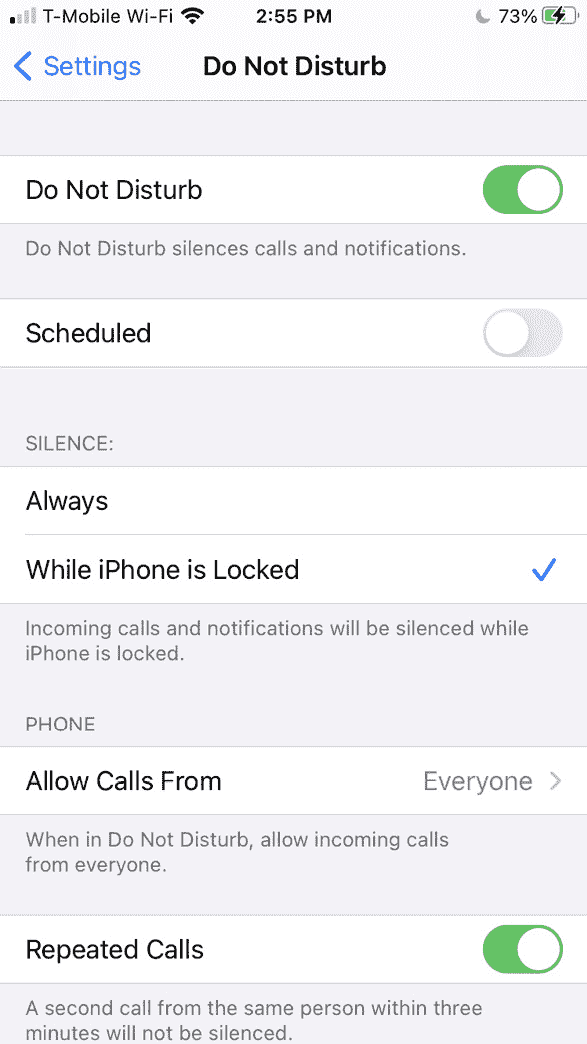 T-Mobile Wi-Fi 2:55 PM 73%
Settings Do Not Disturb
Do Not Disturb
Do Not Disturb silences calls and notifications.
Scheduled
SILENCE:
Always
While iPhone is Locked
Incoming calls and notifications will be silenced while
iPhone is locked.
PHONE
Allow Calls From Everyone
When in Do Not Disturb, allow incoming calls
from everyone.
Repeated Calls
A second call from the same person within three
minutes will not be silenced.